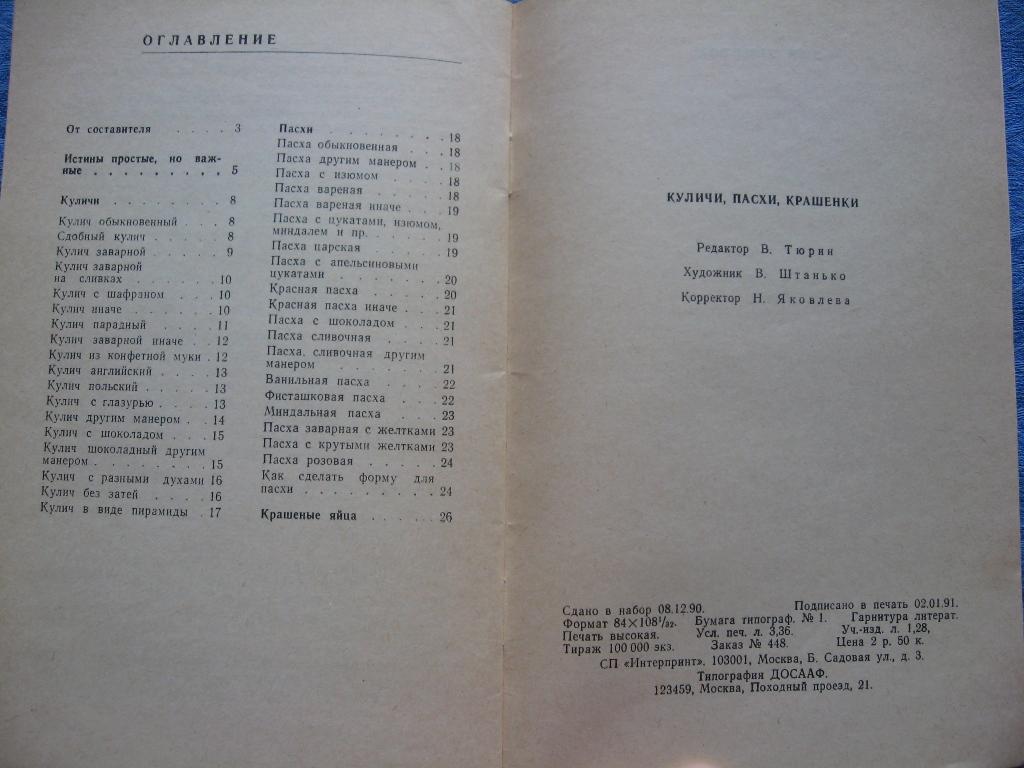 ОГЛАВЛЕНИЕ
От составителя . . . . 3
Истины простые, но важ-
ные . . . . . . . . . 5
Куличи . . . . . . . 8
Кулич обыкновенный . . 8
Сдобный кулич . . . . 8
Кулич заварной . . . . 9
Кулич заварной
на сливках . . . . . 10
Кулич с шафраном . . . 10
Кулич иначе . . . . . 10
Кулич парадный . . . 11
Кулич заварной иначе . . 12
Кулич из конфетной муки . 12
Кулич английский . . . 13
Кулич польский . . . . 13
Кулич с глазурью . . . 13
Кулич другим манером . . 14
Кулич с шоколадом . . . 15
Кулич шоколадный другим
манером . . . . . . . 15
Кулич с разными духами 16
Кулич без затей . . . . 16
Кулич в виде пирамиды . 17
Пасхи . . . . . . . . 18
Пасха обыкновенная . . 18
Пасха другим манером . . 18
Пасха с изюмом . . . . 18
Пасха вареная . . . . 18
Пасха вареная иначе . . 19
Пасха с цукатами, изюмом,
миндалем и пр. . . . . 19
Пасха царская . . . . 19
Пасха с апельсиновыми
цукатами . . . . . . 20
Красная пасха . . . . 20
Красная пасха иначе . . 21
Пасха с шоколадом . . . 21
Пасха сливочная . . . . 21
Пасха, сливочная другим
манером . . . . . . . 21
Ванильная пасха . . . . 22
Фисташковая пасха . . . 22
Миндальная пасха . . . 23
Пасха заварная с желтками 23
Пасха с крутыми желтками 23
Пасха розовая . . . . . 24
Как сделать форму для
пасхи . . . . . . . . 24
Крашеные яйца . . . . . 26
КУЛИЧИ, ПАСХИ, КРАШЕНКИ
Редактор В. Тюрин
Художник В. Штанько
Корректор Н. Яковлева
Сдано в набор 08.12.90. Подписано в печать 02.01.91.
Формат 84×108¹/₃₂. Бумага типограф. № 1. Гарнитура литерат.
Печать высокая. Усл. печ. л. 3,36. Уч.-изд. л. 1,28,
Тираж 100 000 экз. Заказ № 448. Цена 2 р. 50 к.
СП «Интерпринт». 103001, Москва, Б. Садовая ул., д. 3.
Типография ДОСААФ.
123459, Москва, Походный проезд, 21.